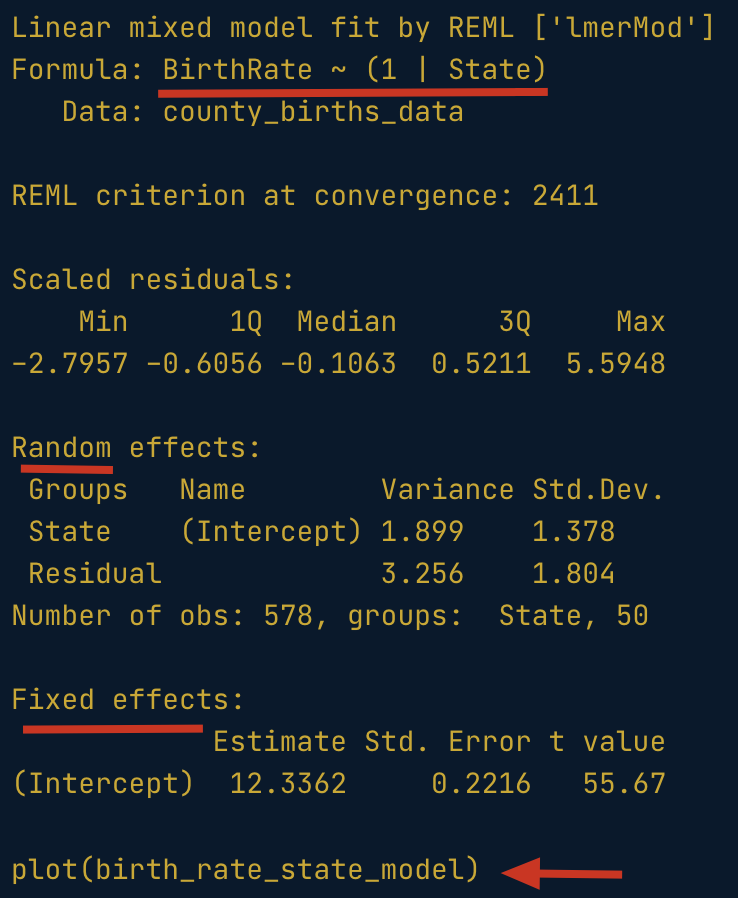 Linear mixed model fit by REML ['lmerMod']
Formula: BirthRate ~ (1 | State)
   Data: county_births_data

REML criterion at convergence: 2411

Scaled residuals:
    Min      1Q  Median      3Q     Max
-2.7957 -0.6056 -0.1063  0.5211  5.5948

Random effects:
 Groups   Name        Variance Std.Dev.
 State    (Intercept) 1.899    1.378
 Residual             3.256    1.804
Number of obs: 578, groups:  State, 50

Fixed effects:
            Estimate Std. Error t value
(Intercept)  12.3362     0.2216   55.67

plot(birth_rate_state_model)